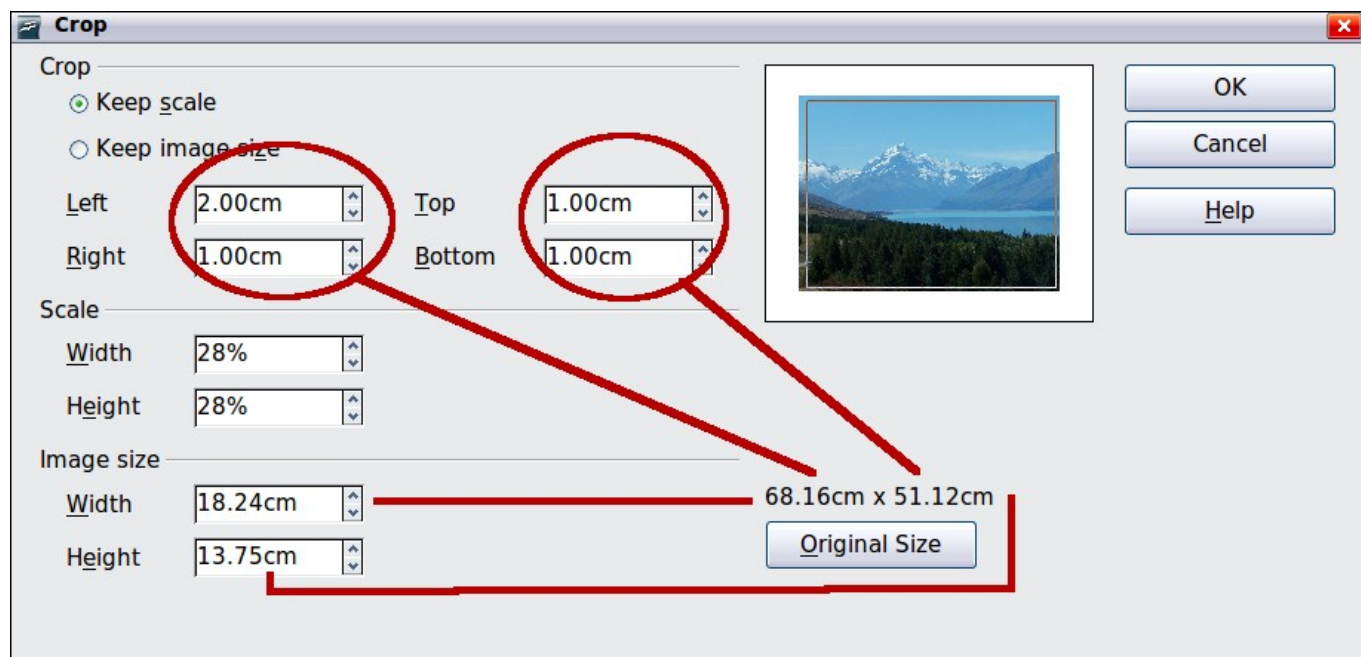 Crop
Crop
Keep scale
Keep image size
Left 2.00cm Top 1.00cm
Right 1.00cm Bottom 1.00cm
Scale
Width 28%
Height 28%
Image size
Width 18.24cm
Height 13.75cm
68.16cm x 51.12cm
Original Size
OK
Cancel
Help